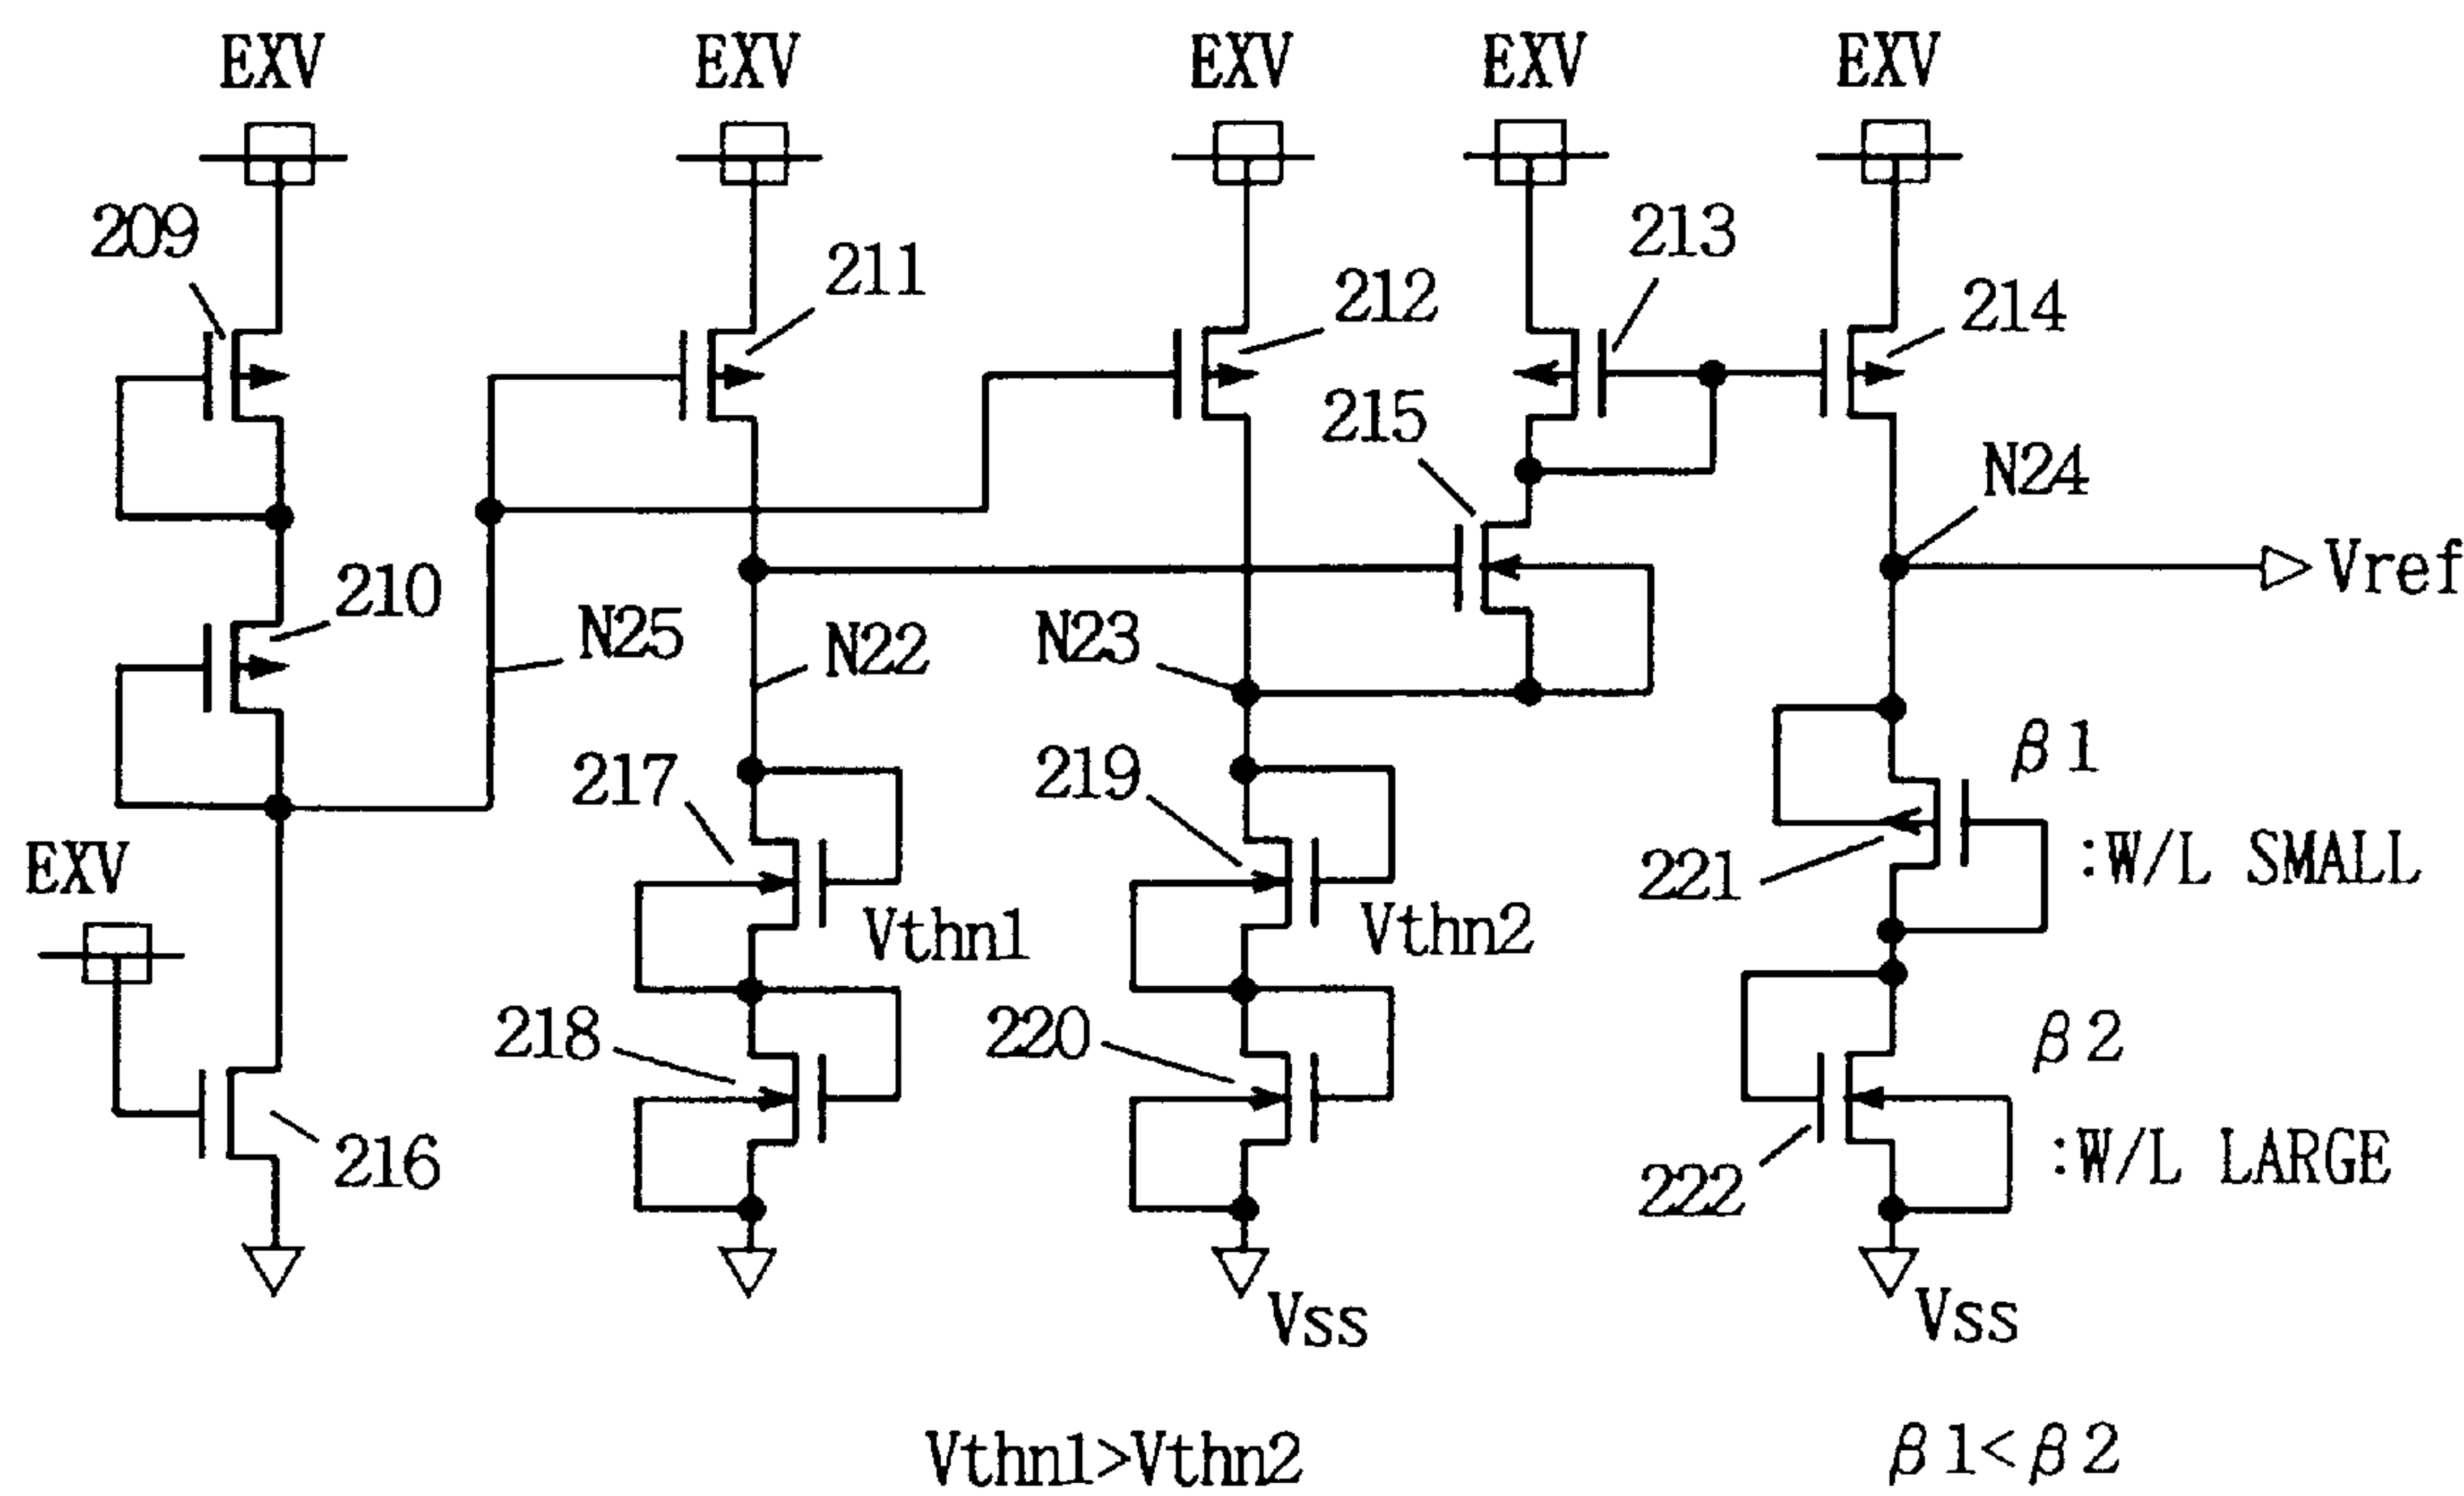 EXV EXV EXV EXV EXV
209
211
212
213
214
215
N24
Vref
210
N25
N22
N23
EXV
217
Vthn1
219
Vthn2
221
β1
:W/L SMALL
218
220
222
β2
:W/L LARGE
216
Vss
Vss
Vthn1>Vthn2
β1<β2